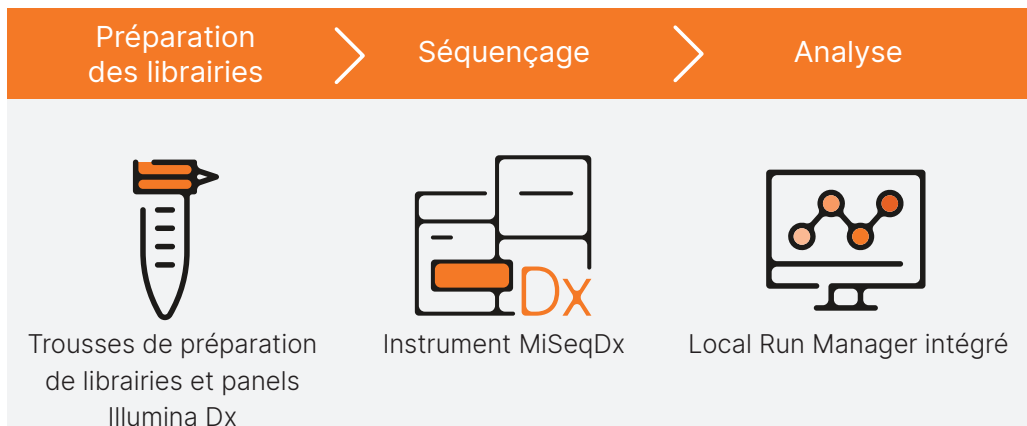 Préparation
des librairies
Séquençage
Analyse
Dx
Trousses de préparation
de librairies et panels
Illumina Dx
Instrument MiSeqDx
Local Run Manager intégré